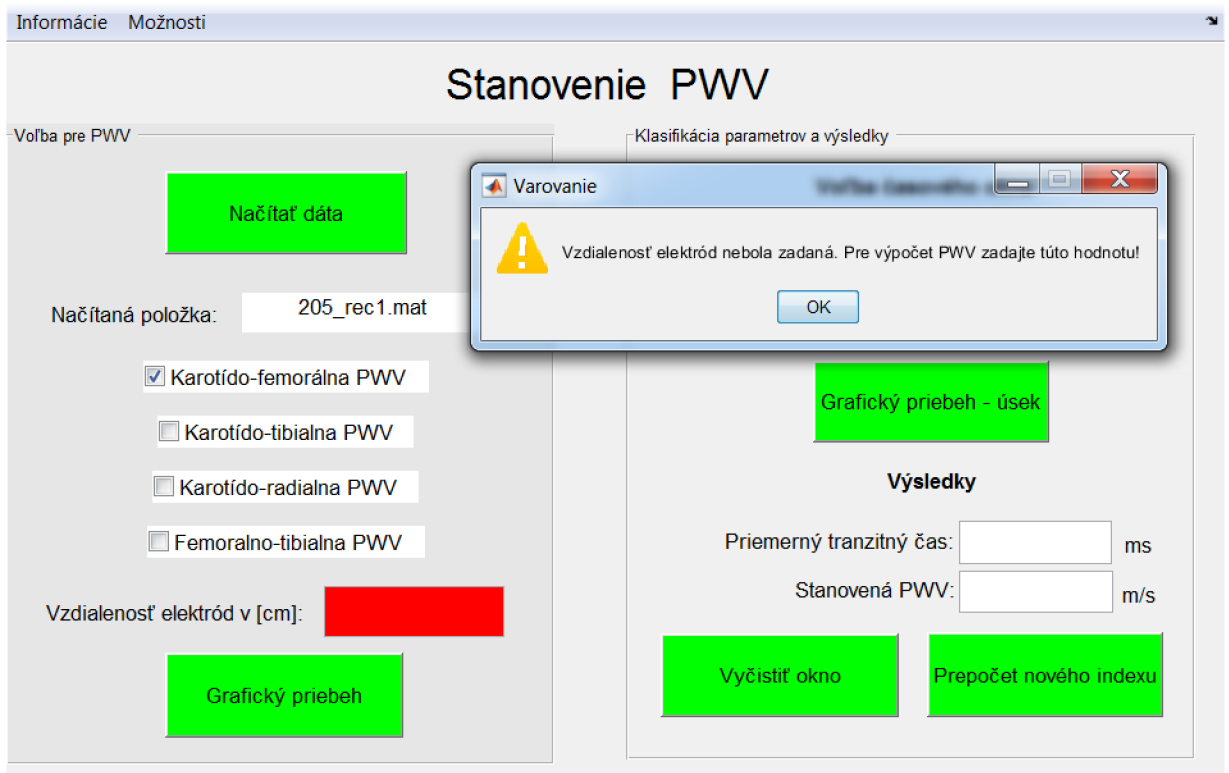 Informácie Možnosti
Stanovenie PWV
Voľba pre PWV
Načítať dáta
Načítaná položka: 205_rec1.mat
Karotído-femorálna PWV
Karotído-tibialna PWV
Karotído-radialna PWV
Femoralno-tibialna PWV
Vzdialenosť elektród v [cm]:
Grafický priebeh
Klasifikácia parametrov a výsledky
Varovanie
Vzdialenosť elektród nebola zadaná. Pre výpočet PWV zadajte túto hodnotu!
OK
Grafický priebeh - úsek
Výsledky
Priemerný tranzitný čas: ms
Stanovená PWV: m/s
Vyčistiť okno
Prepočet nového indexu